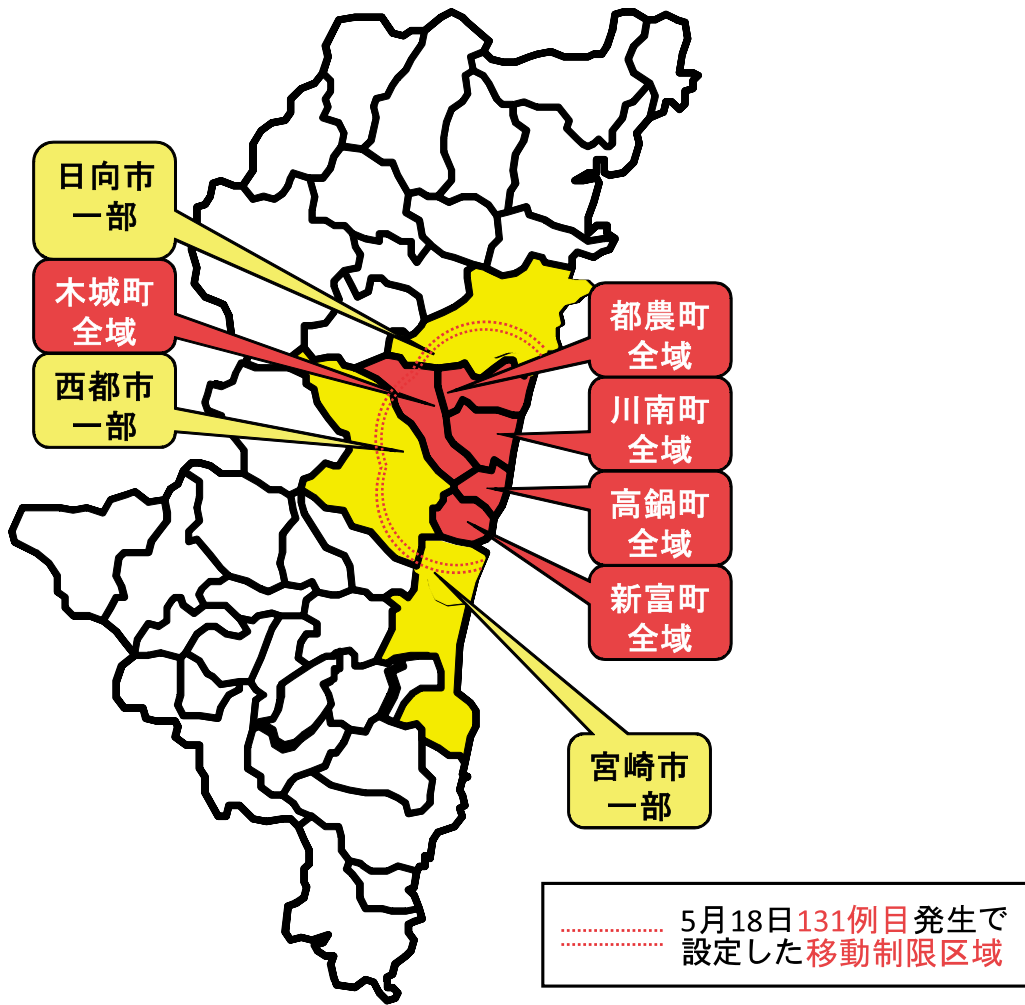 日向市
一部
木城町
全域
西都市
一部
都農町
全域
川南町
全域
高鍋町
全域
新富町
全域
宮崎市
一部
5月18日131例目発生で
設定した移動制限区域